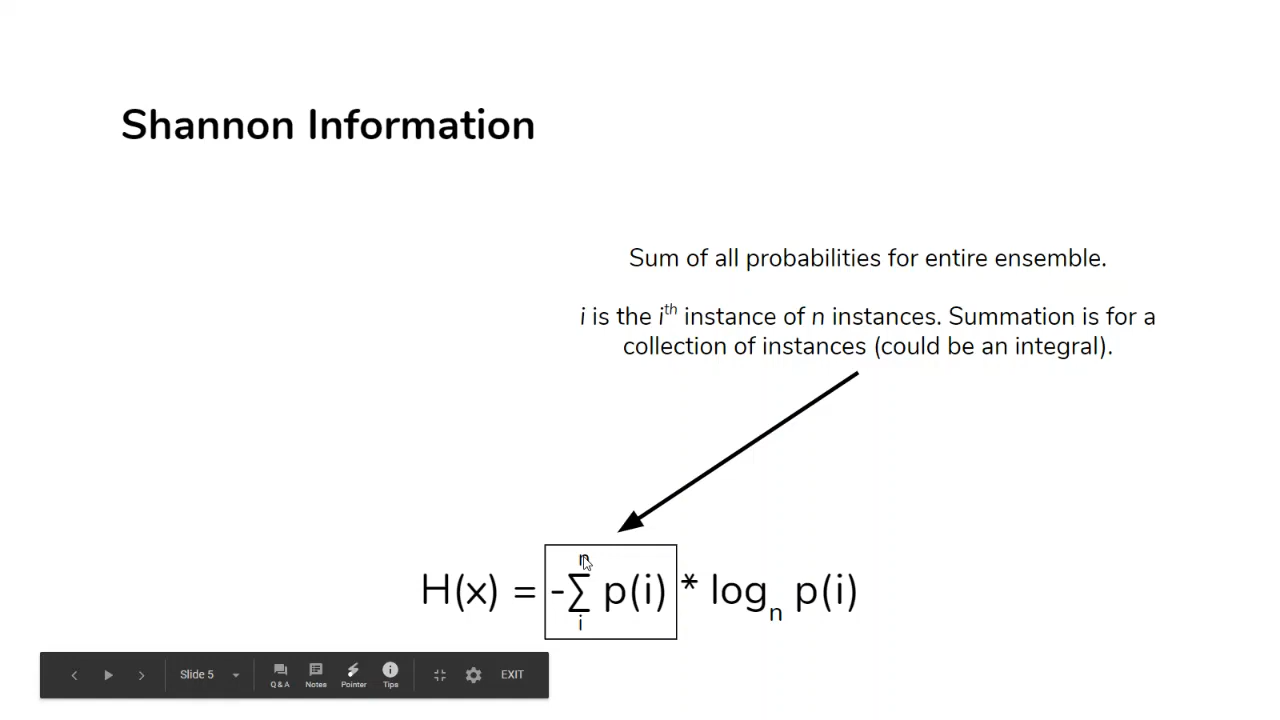 Shannon Information
Sum of all probabilities for entire ensemble.
i is the iᵗʰ instance of n instances. Summation is for a
collection of instances (could be an integral).
n
H(x) = -∑ p(i) * logₙ p(i)
i
Slide 5
Q & A
Notes
Pointer
Tips
EXIT